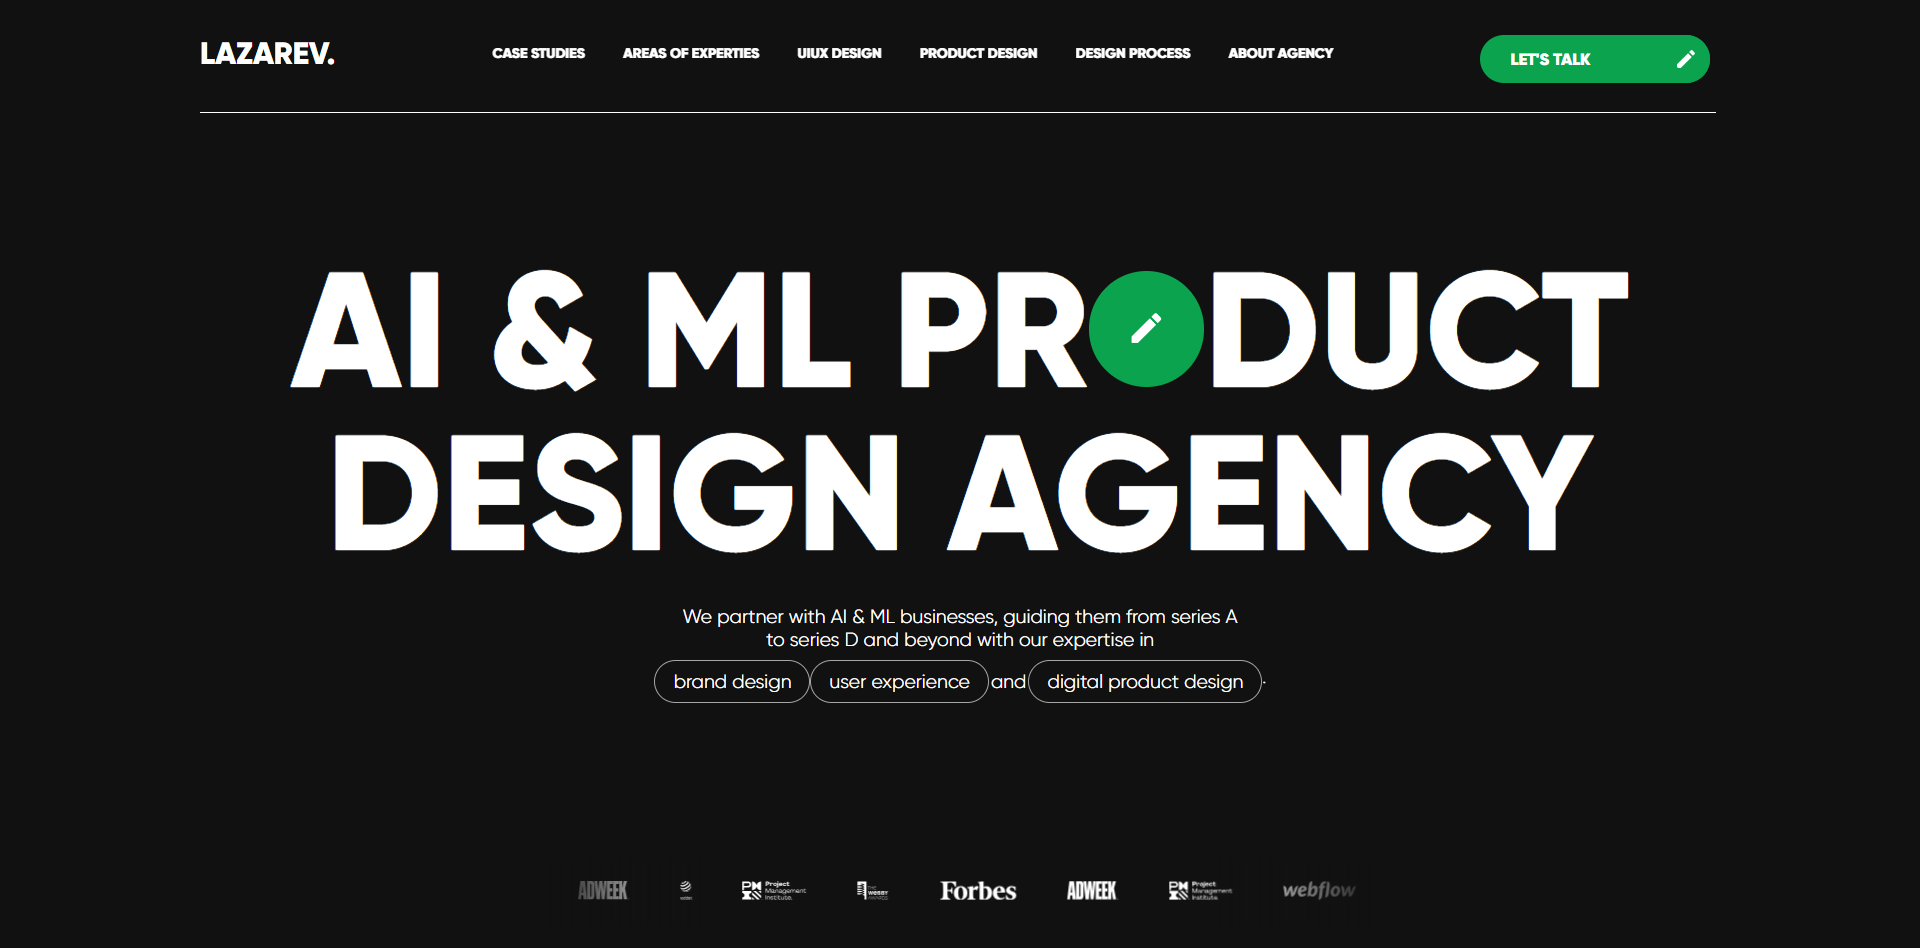 LAZAREV.
CASE STUDIES
AREAS OF EXPERTIES
UIUX DESIGN
PRODUCT DESIGN
DESIGN PROCESS
ABOUT AGENCY
LET'S TALK
AI & ML PRODUCT
DESIGN AGENCY
We partner with AI & ML businesses, guiding them from series A
to series D and beyond with our expertise in
brand design user experience and digital product design .
ADWEEK
PMI Project
Management
Institute.
THE
WEBBY
AWARDS
Forbes
ADWEEK
PMI Project
Management
Institute.
webflow